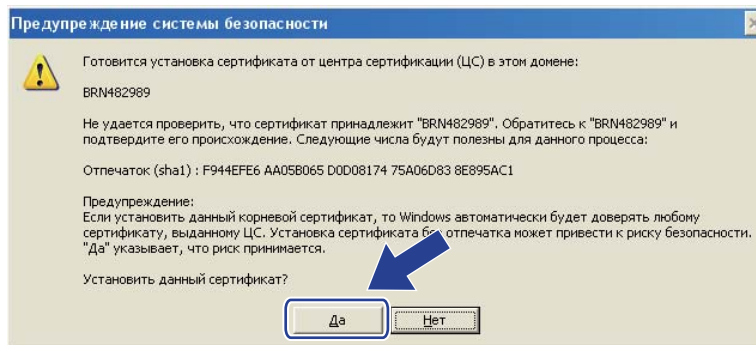 Предупреждение системы безопасности
Готовится установка сертификата от центра сертификации (ЦС) в этом домене:
BRN482989
Не удается проверить, что сертификат принадлежит "BRN482989". Обратитесь к "BRN482989" и
подтвердите его происхождение. Следующие числа будут полезны для данного процесса:
Отпечаток (sha1) : F944EFE6 AA05B065 D0D08174 75A06D83 8E895AC1
Предупреждение:
Если установить данный корневой сертификат, то Windows автоматически будет доверять любому
сертификату, выданному ЦС. Установка сертификата без отпечатка может привести к риску безопасности.
"Да" указывает, что риск принимается.
Установить данный сертификат?
Да
Нет